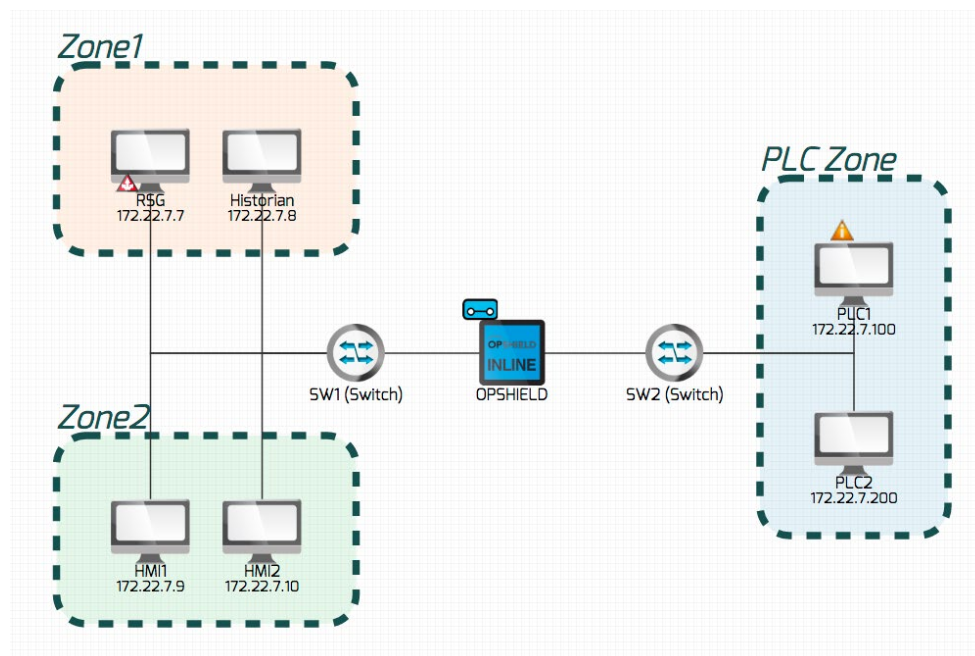 Zone1
RSG
172.22.7.7
Historian
172.22.7.8
PLC Zone
PLC1
172.22.7.100
OPSHIELD
INLINE
SW1 (Switch)
OPSHIELD
SW2 (Switch)
Zone2
PLC2
172.22.7.200
HMI1
172.22.7.9
HMI2
172.22.7.10